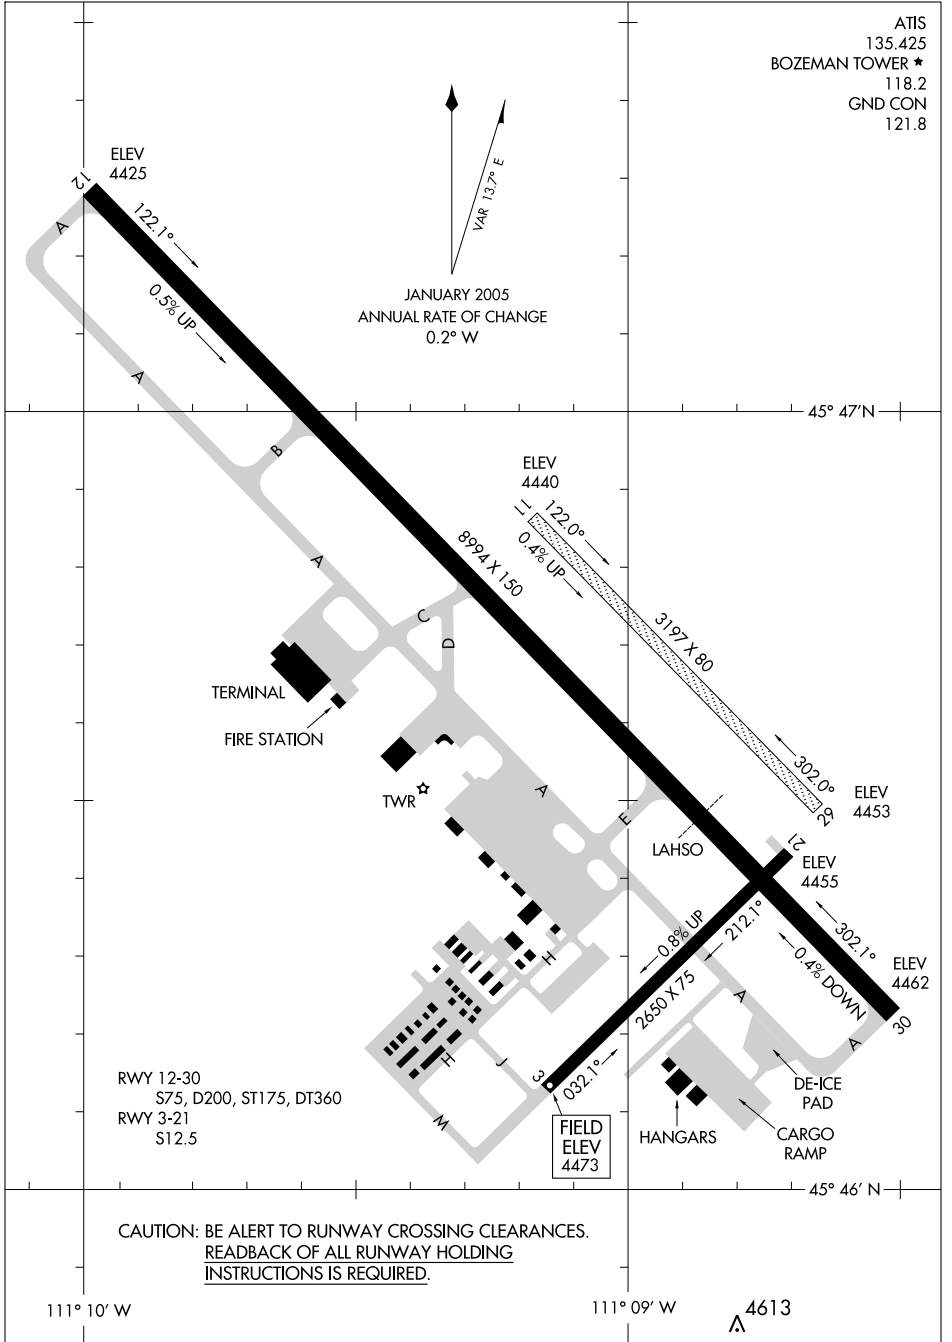 ATIS
135.425
BOZEMAN TOWER ★
118.2
GND CON
121.8
ELEV
4425
12
A
122.1°
0.5% UP
VAR 13.7° E
JANUARY 2005
ANNUAL RATE OF CHANGE
0.2° W
A
45° 47'N
B
ELEV
4440
11
122.0°
0.4% UP
8994 X 150
A
3197 X 80
C
D
TERMINAL
FIRE STATION
TWR
A
302.0°
29
ELEV
4453
E
LAHSO
21
ELEV
4455
0.8% UP
212.1°
302.1°
0.4% DOWN
ELEV
4462
30
H
2650 X 75
A
A
H
J
3
032.1°
M
RWY 12-30
S75, D200, ST175, DT360
RWY 3-21
S12.5
FIELD
ELEV
4473
HANGARS
DE-ICE
PAD
CARGO
RAMP
45° 46' N
CAUTION: BE ALERT TO RUNWAY CROSSING CLEARANCES.
READBACK OF ALL RUNWAY HOLDING
INSTRUCTIONS IS REQUIRED.
111° 10' W
111° 09' W
4613